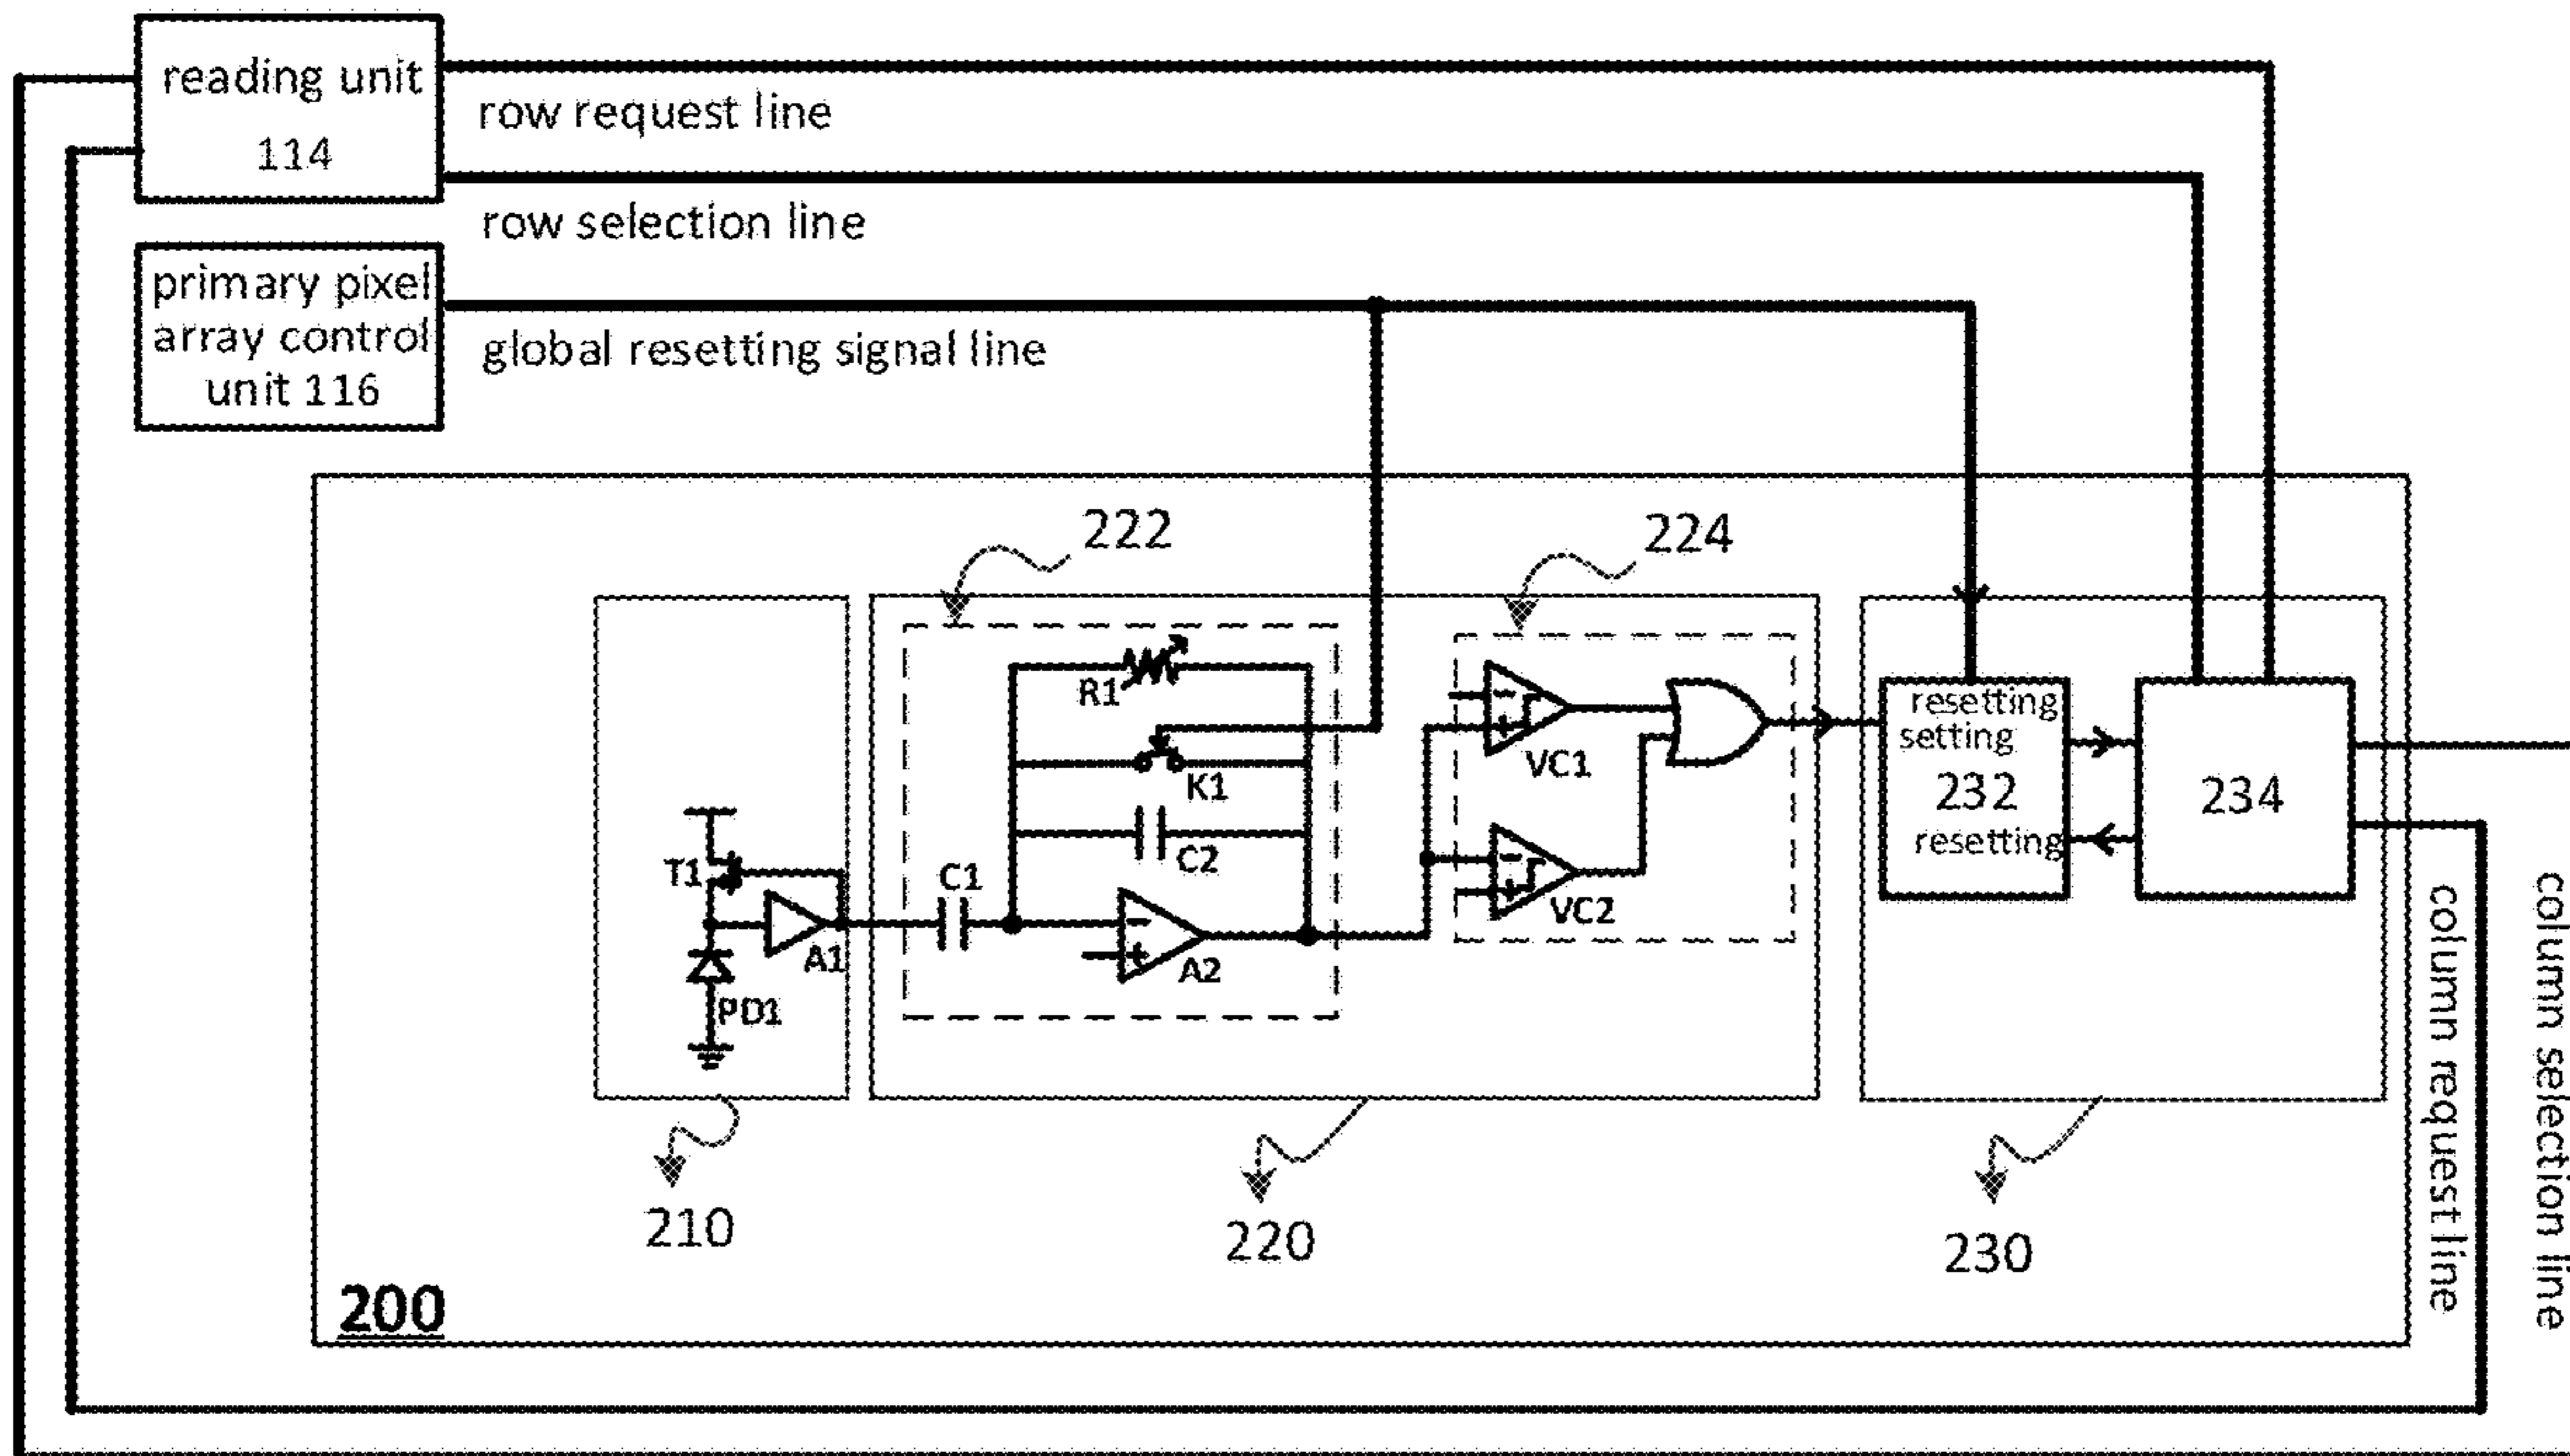 reading unit
114
row request line
row selection line
primary pixel
array control
unit 116
global resetting signal line
222
224
R1
K1
C2
C1
A2
T1
A1
PD1
VC1
VC2
resetting
setting
232
resetting
234
column request line
column selection line
210
220
230
200